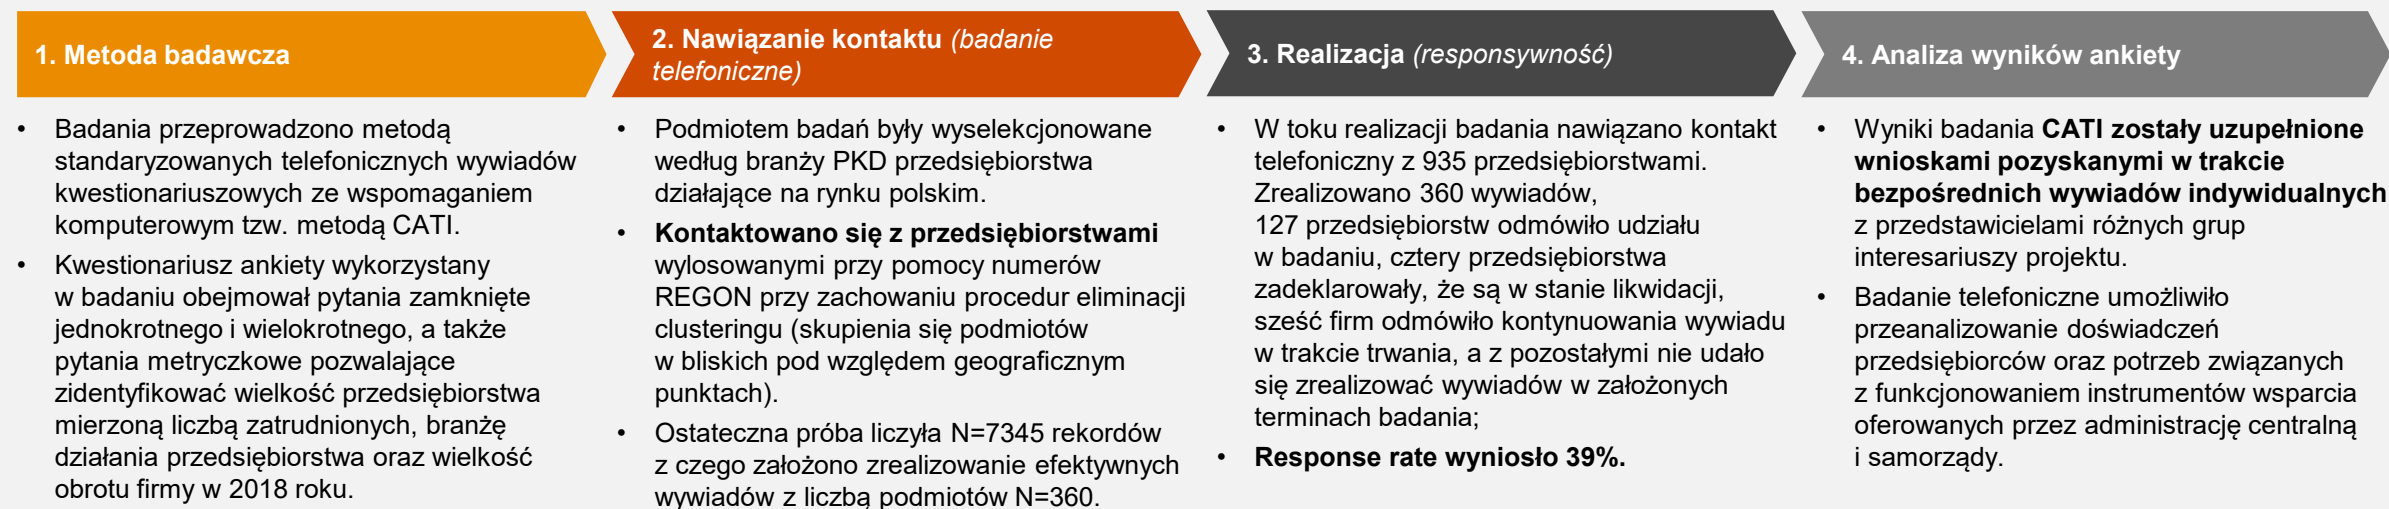 1. Metoda badawcza
• Badania przeprowadzono metodą
standaryzowanych telefonicznych wywiadów
kwestionariuszowych ze wspomaganiem
komputerowym tzw. metodą CATI.
• Kwestionariusz ankiety wykorzystany
w badaniu obejmował pytania zamknięte
jednokrotnego i wielokrotnego, a także
pytania metryczkowe pozwalające
zidentyfikować wielkość przedsiębiorstwa
mierzoną liczbą zatrudnionych, branżę
działania przedsiębiorstwa oraz wielkość
obrotu firmy w 2018 roku.
2. Nawiązanie kontaktu (badanie
telefoniczne)
• Podmiotem badań były wyselekcjonowane
według branży PKD przedsiębiorstwa
działające na rynku polskim.
• Kontaktowano się z przedsiębiorstwami
wylosowanymi przy pomocy numerów
REGON przy zachowaniu procedur eliminacji
clusteringu (skupienia się podmiotów
w bliskich pod względem geograficznym
punktach).
• Ostateczna próba liczyła N=7345 rekordów
z czego założono zrealizowanie efektywnych
wywiadów z liczbą podmiotów N=360.
3. Realizacja (responsywność)
• W toku realizacji badania nawiązano kontakt
telefoniczny z 935 przedsiębiorstwami.
Zrealizowano 360 wywiadów,
127 przedsiębiorstw odmówiło udziału
w badaniu, cztery przedsiębiorstwa
zadeklarowały, że są w stanie likwidacji,
sześć firm odmówiło kontynuowania wywiadu
w trakcie trwania, a z pozostałymi nie udało
się zrealizować wywiadów w założonych
terminach badania;
• Response rate wyniosło 39%.
4. Analiza wyników ankiety
• Wyniki badania CATI zostały uzupełnione
wnioskami pozyskanymi w trakcie
bezpośrednich wywiadów indywidualnych
z przedstawicielami różnych grup
interesariuszy projektu.
• Badanie telefoniczne umożliwiło
przeanalizowanie doświadczeń
przedsiębiorców oraz potrzeb związanych
z funkcjonowaniem instrumentów wsparcia
oferowanych przez administrację centralną
i samorządy.